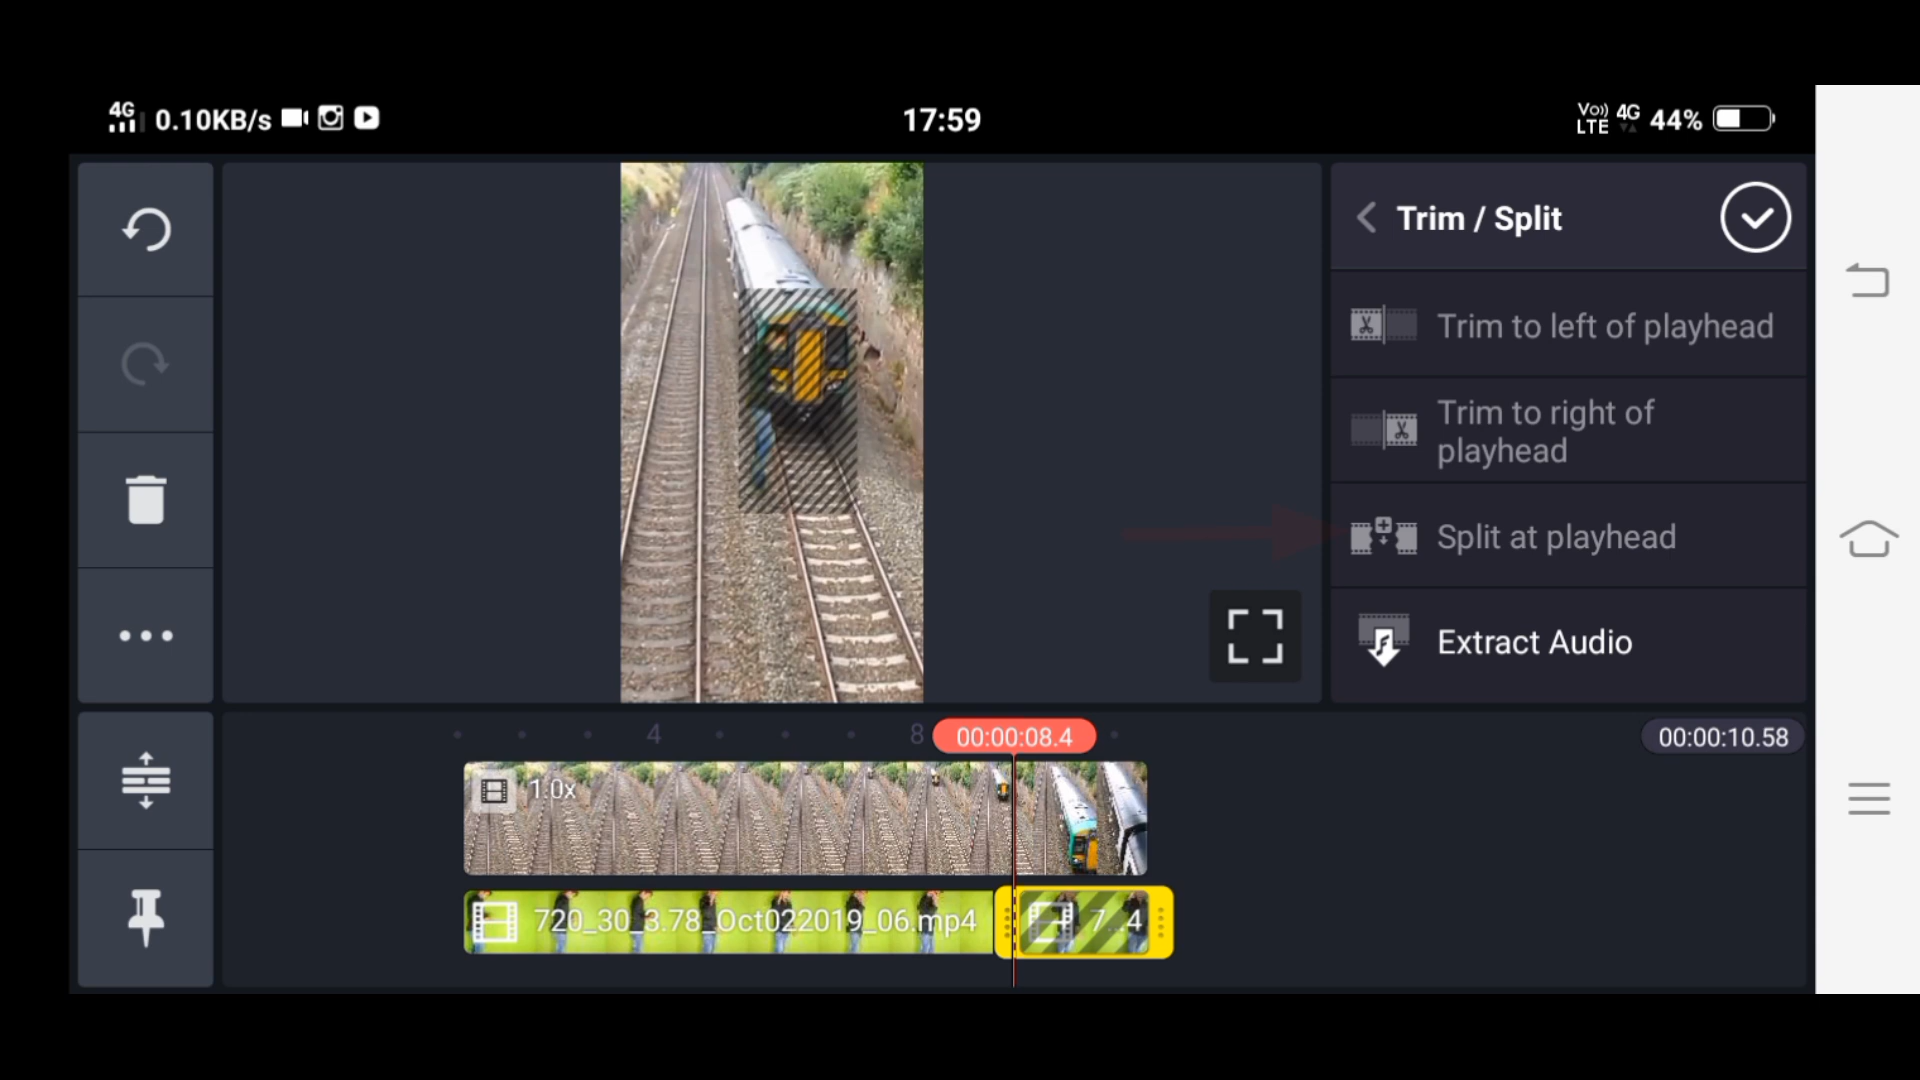 4G 0.10KB/s
17:59
Vo)) LTE 4G 44%
Trim / Split
Trim to left of playhead
Trim to right of
playhead
Split at playhead
Extract Audio
4
8
00:00:08.4
00:00:10.58
1.0x
720_30_3.78_Oct022019_06.mp4
7...4